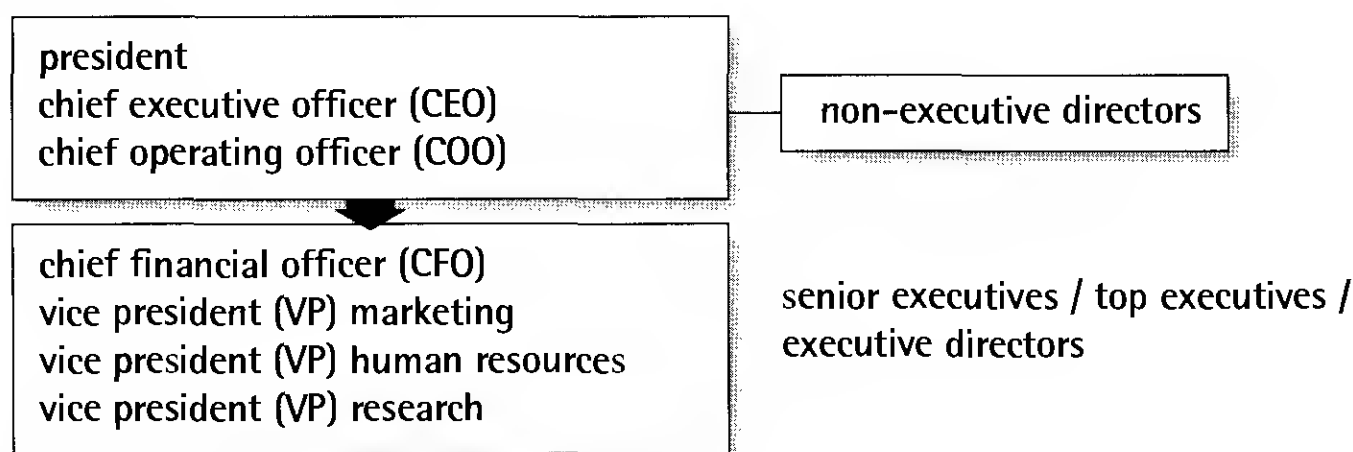 president
chief executive officer (CEO)
chief operating officer (COO)
non-executive directors
chief financial officer (CFO)
vice president (VP) marketing
vice president (VP) human resources
vice president (VP) research
senior executives / top executives /
executive directors